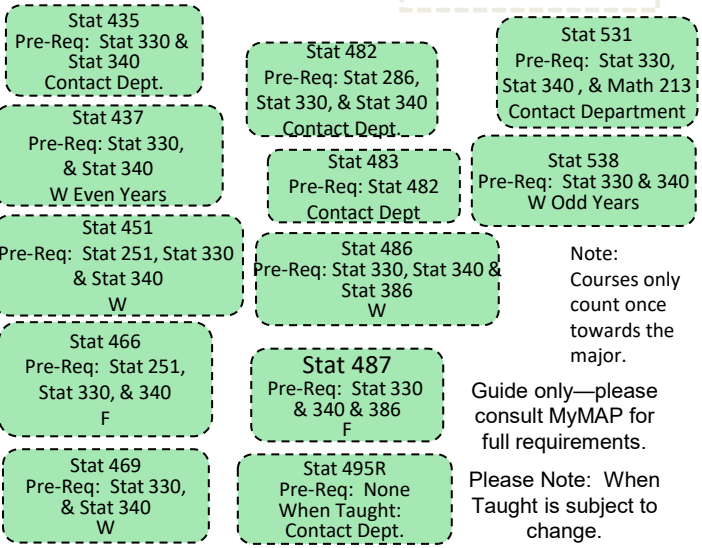 Stat 435
Pre-Req: Stat 330 &
Stat 340
Contact Dept.
Stat 437
Pre-Req: Stat 330,
& Stat 340
W Even Years
Stat 451
Pre-Req: Stat 251, Stat 330
& Stat 340
W
Stat 466
Pre-Req: Stat 251,
Stat 330, & 340
F
Stat 469
Pre-Req: Stat 330,
& Stat 340
W
Stat 482
Pre-Req: Stat 286,
Stat 330, & Stat 340
Contact Dept.
Stat 483
Pre-Req: Stat 482
Contact Dept
Stat 486
Pre-Req: Stat 330, Stat 340 &
Stat 386
W
Stat 487
Pre-Req: Stat 330
& 340 & 386
F
Stat 495R
Pre-Req: None
When Taught:
Contact Dept.
Stat 531
Pre-Req: Stat 330,
Stat 340 , & Math 213
Contact Department
Stat 538
Pre-Req: Stat 330 & 340
W Odd Years
Note:
Courses only
count once
towards the
major.
Guide only—please
consult MyMAP for
full requirements.
Please Note: When
Taught is subject to
change.